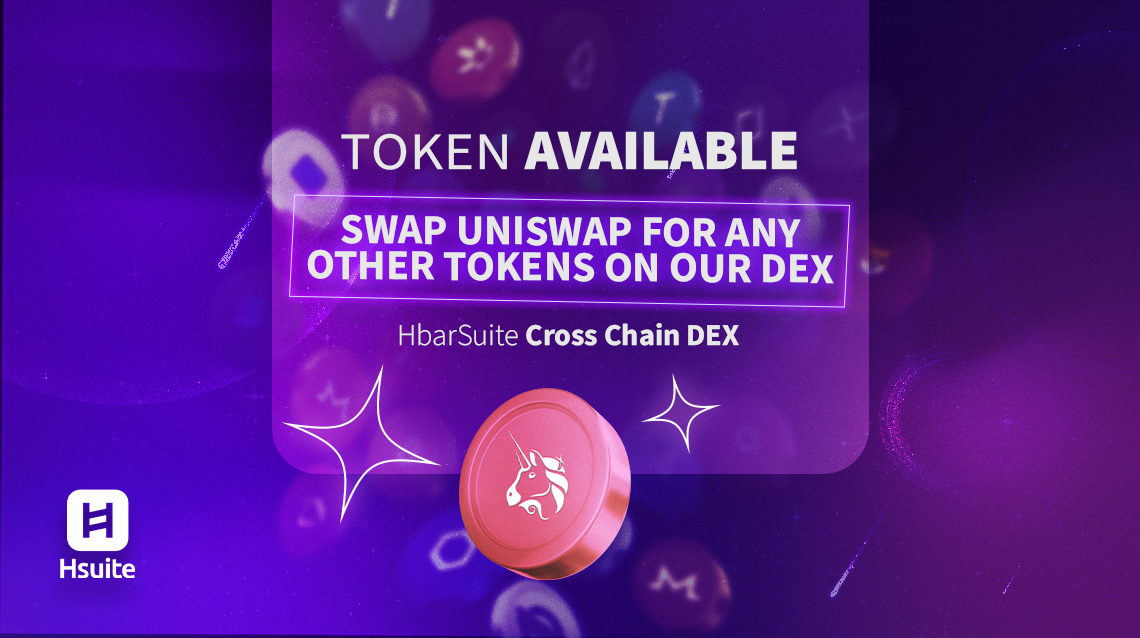 TOKEN AVAILABLE
SWAP UNISWAP FOR ANY
OTHER TOKENS ON OUR DEX
HbarSuite Cross Chain DEX
Hsuite